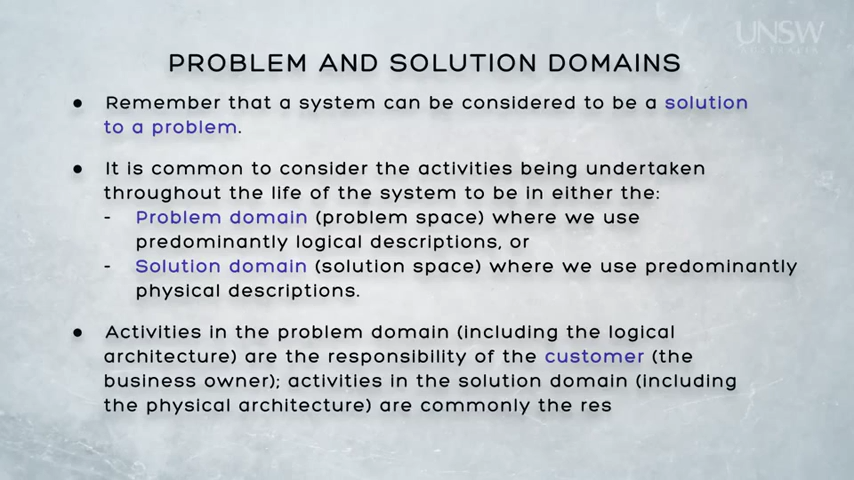 UNSW
AUSTRALIA
PROBLEM AND SOLUTION DOMAINS
● Remember that a system can be considered to be a solution
to a problem.
● It is common to consider the activities being undertaken
throughout the life of the system to be in either the:
- Problem domain (problem space) where we use
predominantly logical descriptions, or
- Solution domain (solution space) where we use predominantly
physical descriptions.
● Activities in the problem domain (including the logical
architecture) are the responsibility of the customer (the
business owner); activities in the solution domain (including
the physical architecture) are commonly the res